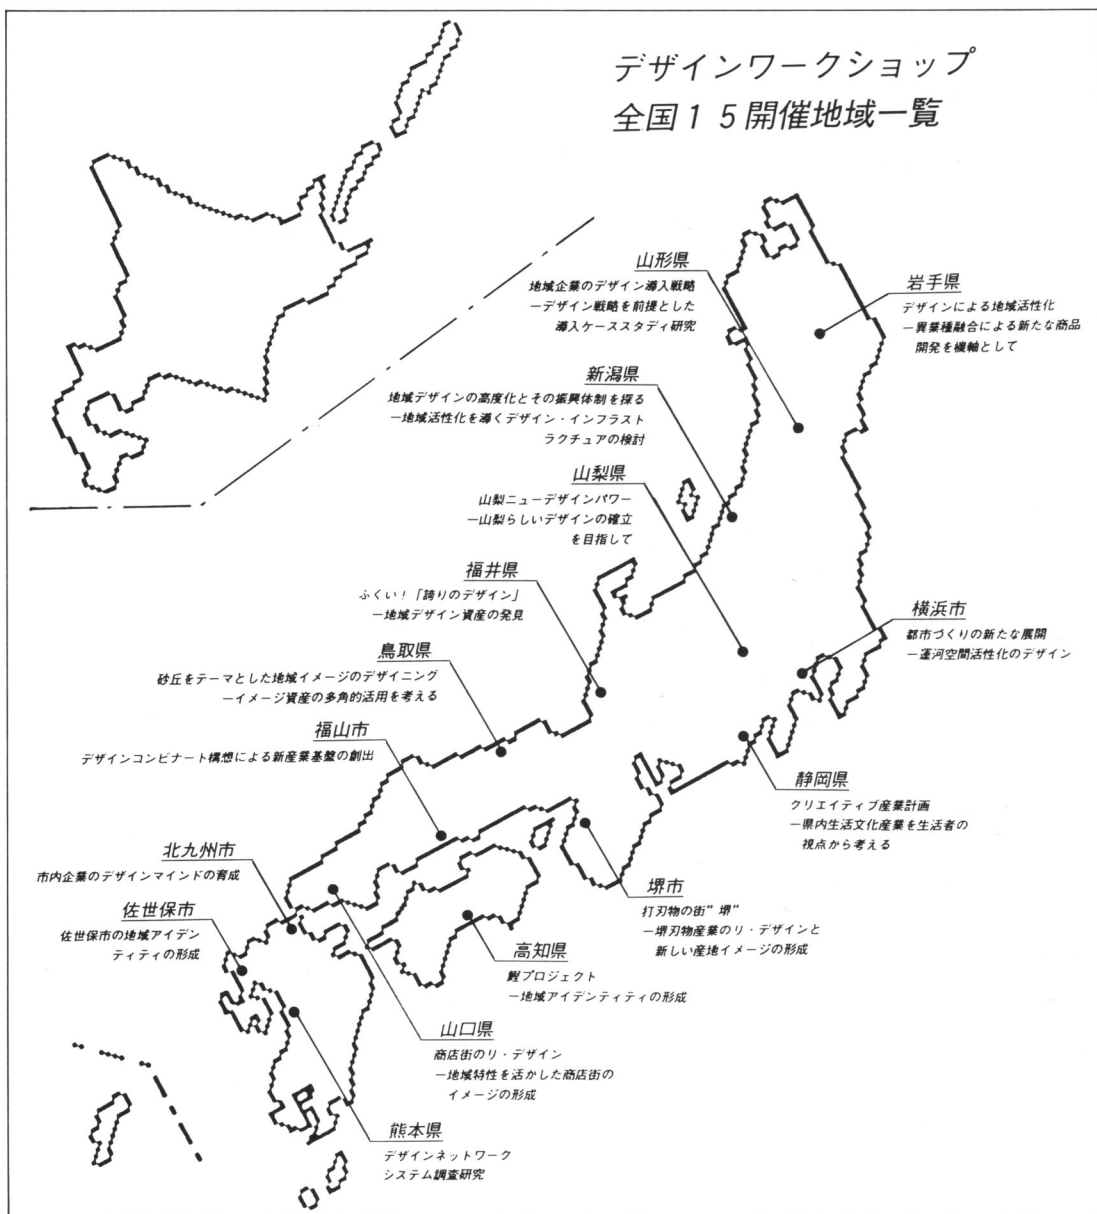 デザインワークショップ
全国15開催地域一覧
山形県
地域企業のデザイン導入戦略
―デザイン戦略を前提とした
導入ケーススタディ研究
岩手県
デザインによる地域活性化
―異業種融合による新たな商品
開発を機軸として
新潟県
地域デザインの高度化とその振興体制を探る
―地域活性化を導くデザイン・インフラスト
ラクチュアの検討
山梨県
山梨ニューデザインパワー
―山梨らしいデザインの確立
を目指して
福井県
ふくい!「誇りのデザイン」
―地域デザイン資産の発見
横浜市
都市づくりの新たな展開
―運河空間活性化のデザイン
鳥取県
砂丘をテーマとした地域イメージのデザイニング
―イメージ資産の多角的活用を考える
福山市
デザインコンビナート構想による新産業基盤の創出
静岡県
クリエイティブ産業計画
―県内生活文化産業を生活者の
視点から考える
北九州市
市内企業のデザインマインドの育成
堺市
打刃物の街”堺”
―堺刃物産業のリ・デザインと
新しい産地イメージの形成
佐世保市
佐世保市の地域アイデン
ティティの形成
高知県
鰹プロジェクト
―地域アイデンティティの形成
山口県
商店街のリ・デザイン
―地域特性を活かした商店街の
イメージの形成
熊本県
デザインネットワーク
システム調査研究